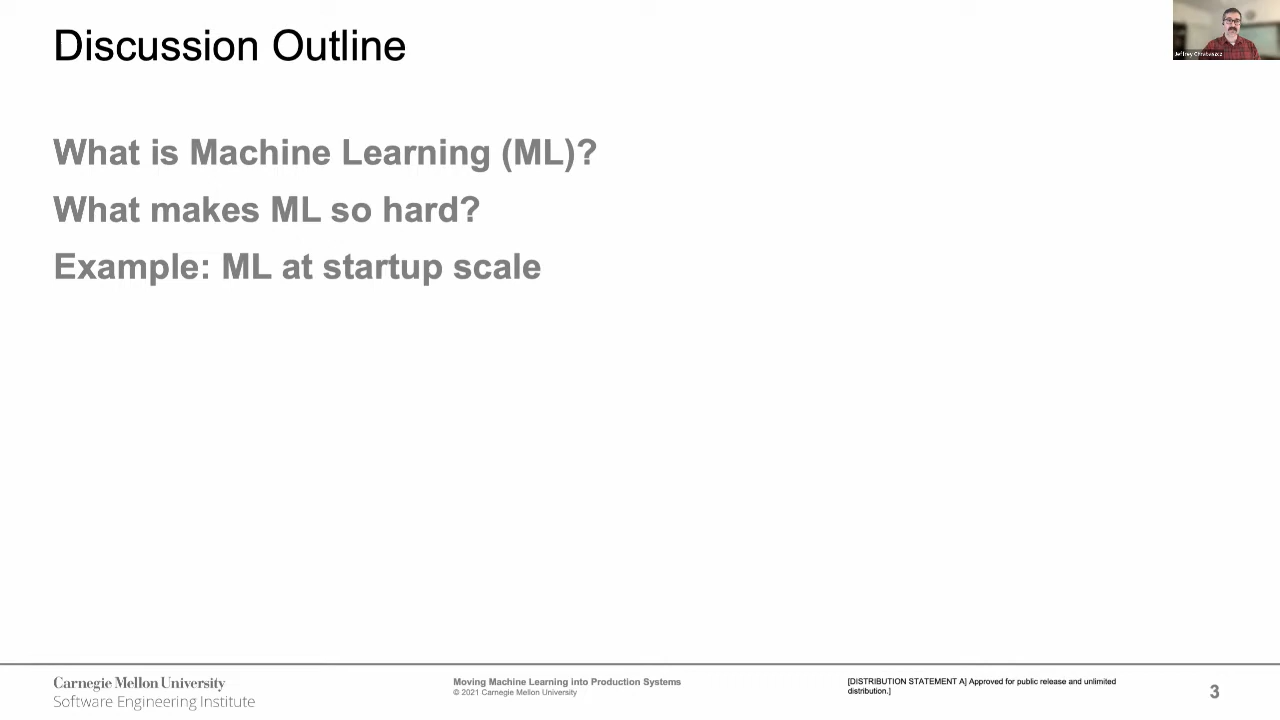 Discussion Outline
Jeffrey Chrabaszcz
What is Machine Learning (ML)?
What makes ML so hard?
Example: ML at startup scale
Carnegie Mellon University
Software Engineering Institute
Moving Machine Learning into Production Systems
© 2021 Carnegie Mellon University
[DISTRIBUTION STATEMENT A] Approved for public release and unlimited
distribution.]
3